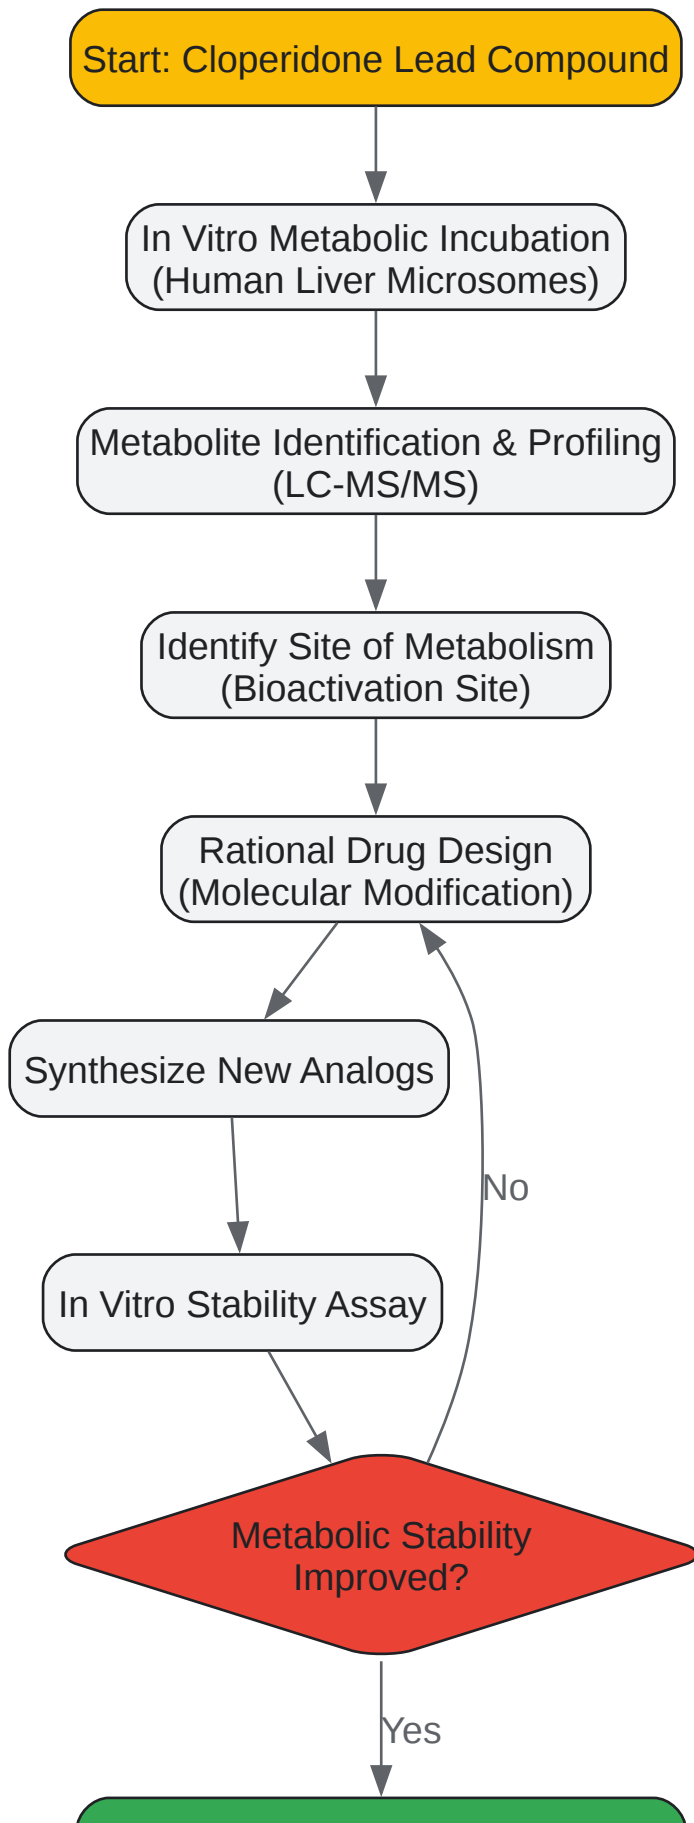 Start: Cloperidone Lead Compound
In Vitro Metabolic Incubation
(Human Liver Microsomes)
Metabolite Identification & Profiling
(LC-MS/MS)
Identify Site of Metabolism
(Bioactivation Site)
Rational Drug Design
(Molecular Modification)
Synthesize New Analogs
No
In Vitro Stability Assay
Metabolic Stability
Improved?
Yes